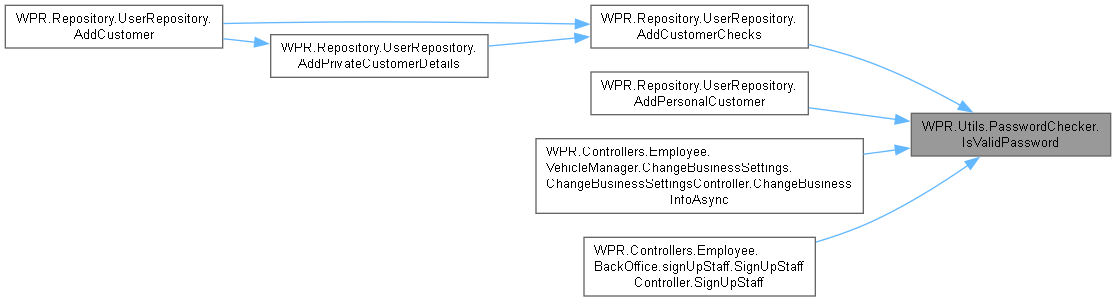 WPR.Repository.UserRepository.
AddCustomer
WPR.Repository.UserRepository.
AddPrivateCustomerDetails
WPR.Repository.UserRepository.
AddCustomerChecks
WPR.Repository.UserRepository.
AddPersonalCustomer
WPR.Controllers.Employee.
VehicleManager.ChangeBusinessSettings.
ChangeBusinessSettingsController.ChangeBusiness
InfoAsync
WPR.Controllers.Employee.
BackOffice.signUpStaff.SignUpStaff
Controller.SignUpStaff
WPR.Utils.PasswordChecker.
IsValidPassword